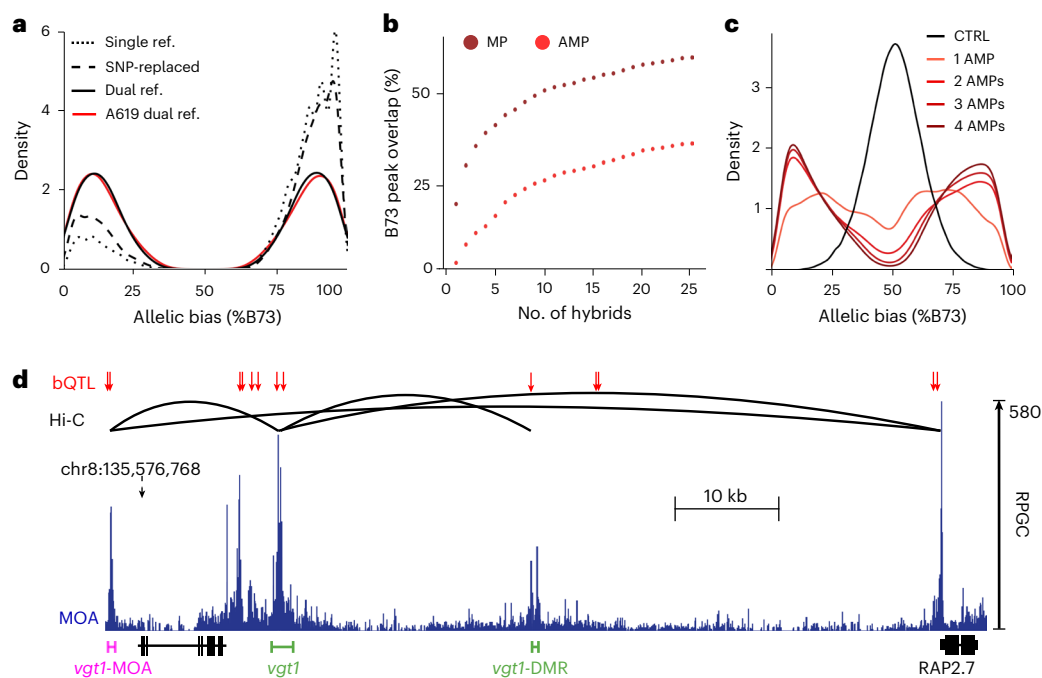 a
6
4
2
0
Density
Single ref.
SNP-replaced
Dual ref.
A619 dual ref.
0 25 50 75 100
Allelic bias (%B73)
b
MP AMP
50
25
0
B73 peak overlap (%)
0 5 10 15 20 25
No. of hybrids
c
3
2
1
Density
CTRL
1 AMP
2 AMPs
3 AMPs
4 AMPs
0 25 50 75 100
Allelic bias (%B73)
d
bQTL
Hi-C
chr8:135,576,768
10 kb
580
RPGC
MOA
vgt1-MOA
vgt1
vgt1-DMR
RAP2.7